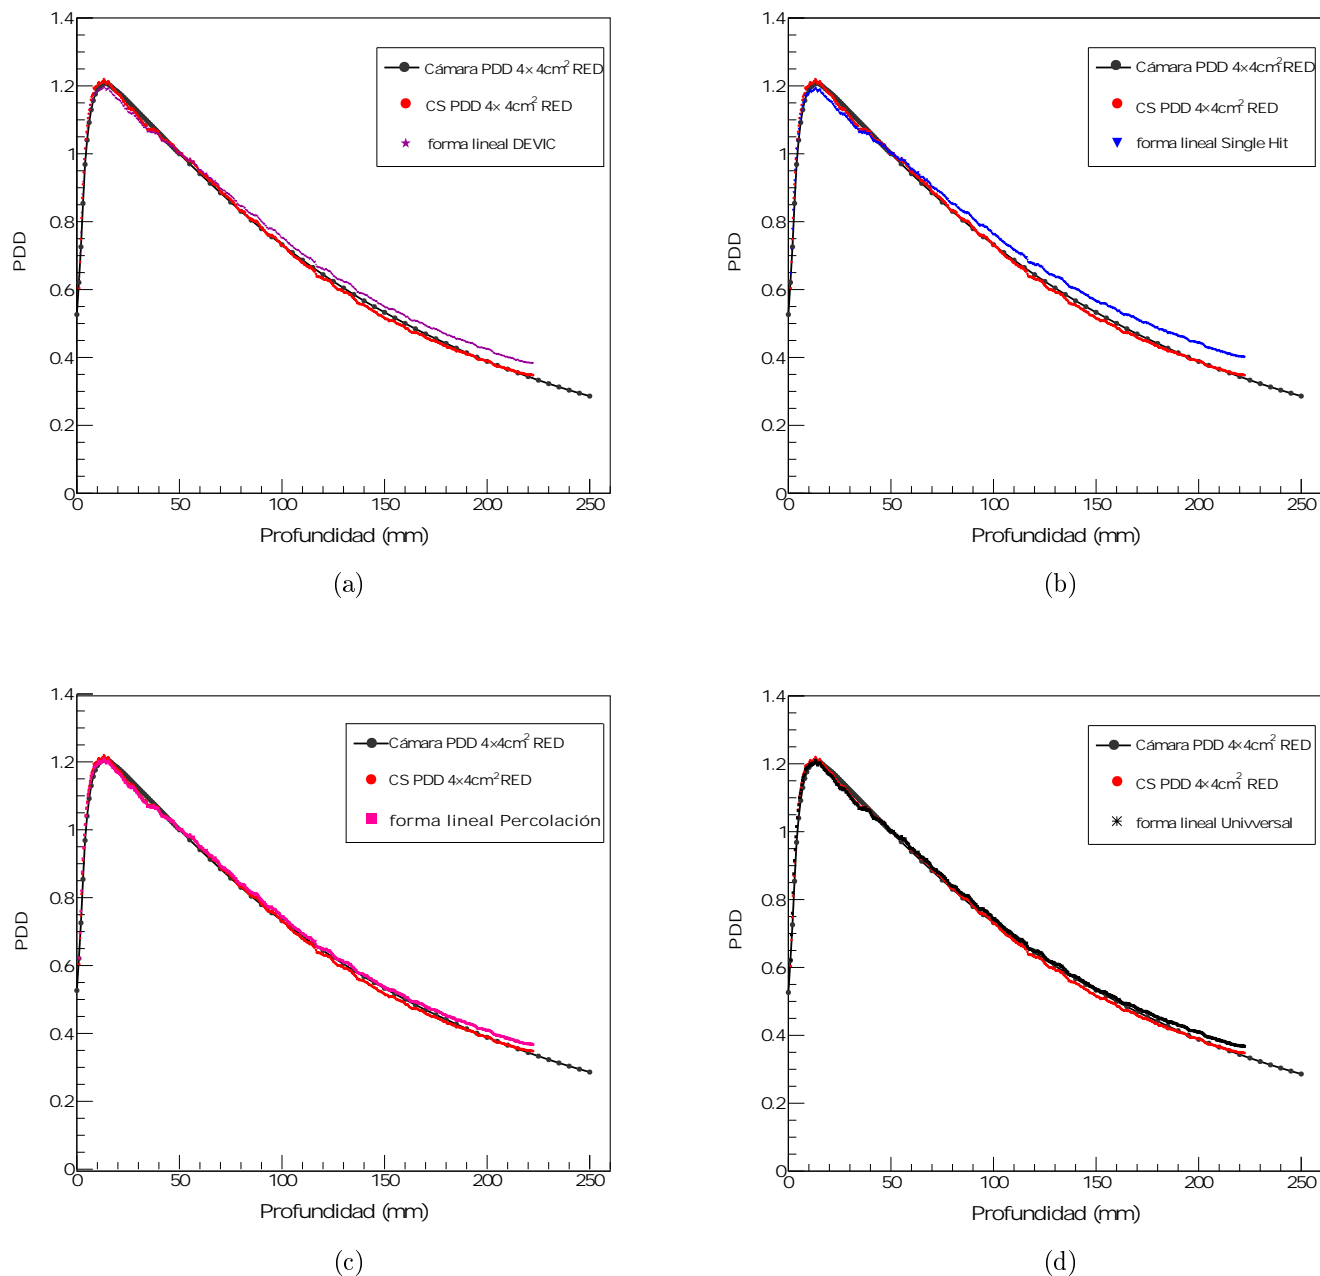 1.4
1.2
1
0.8
0.6
0.4
0.2
0
PDD
Cámara PDD 4×4cm² RED
CS PDD 4×4cm² RED
forma lineal DEVIC
0 50 100 150 200 250
Profundidad (mm)
(a)
1.4
1.2
1
0.8
0.6
0.4
0.2
0
PDD
Cámara PDD 4×4cm² RED
CS PDD 4×4cm² RED
forma lineal Single Hit
0 50 100 150 200 250
Profundidad (mm)
(b)
1.4
1.2
1
0.8
0.6
0.4
0.2
0
PDD
Cámara PDD 4×4cm² RED
CS PDD 4×4cm² RED
forma lineal Percolación
0 50 100 150 200 250
Profundidad (mm)
(c)
1.4
1.2
1
0.8
0.6
0.4
0.2
0
PDD
Cámara PDD 4×4cm² RED
CS PDD 4×4cm² RED
forma lineal Univversal
0 50 100 150 200 250
Profundidad (mm)
(d)